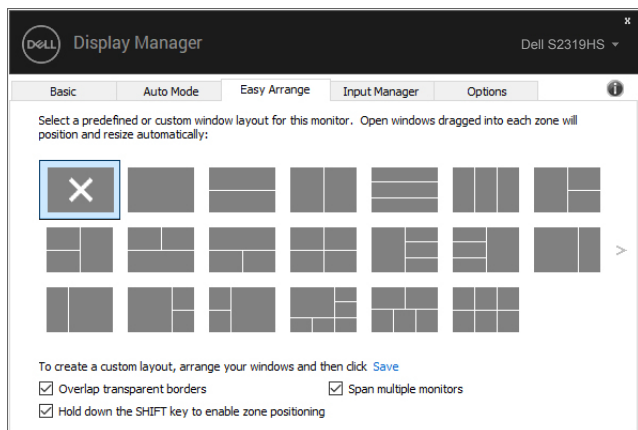 x
DELL Display Manager Dell S2319HS
Basic Auto Mode Easy Arrange Input Manager Options
Select a predefined or custom window layout for this monitor. Open windows dragged into each zone will
position and resize automatically:
>
To create a custom layout, arrange your windows and then click Save
Overlap transparent borders Span multiple monitors
Hold down the SHIFT key to enable zone positioning